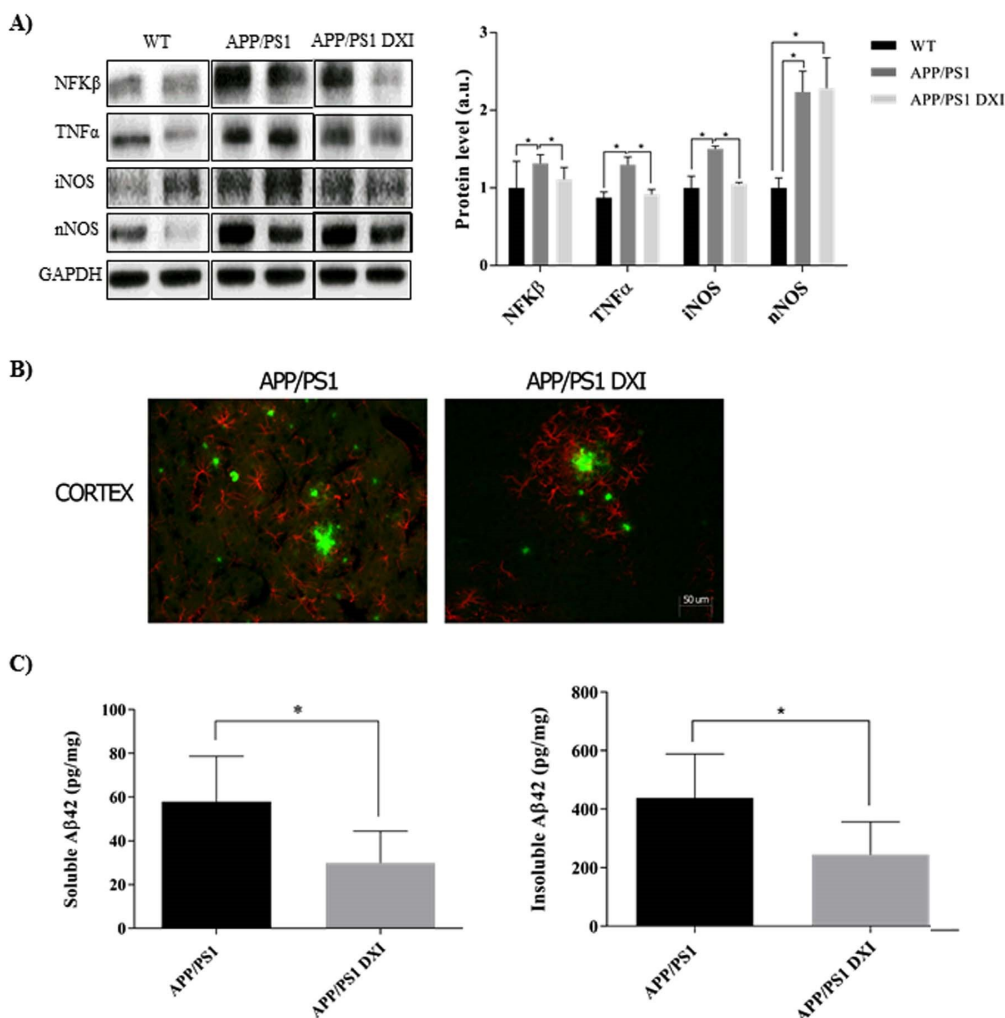 A)
WT APP/PS1 APP/PS1 DXI
NFKβ
TNFα
iNOS
nNOS
GAPDH
Protein level (a.u.)
3
2
1
0
* * * * * * * *
NFKβ TNFα iNOS nNOS
WT
APP/PS1
APP/PS1 DXI
B)
APP/PS1 APP/PS1 DXI
CORTEX
50 um
C)
Soluble Aβ42 (pg/mg)
100
80
60
40
20
0
*
APP/PS1 APP/PS1 DXI
Insoluble Aβ42 (pg/mg)
800
600
400
200
0
*
APP/PS1 APP/PS1 DXI